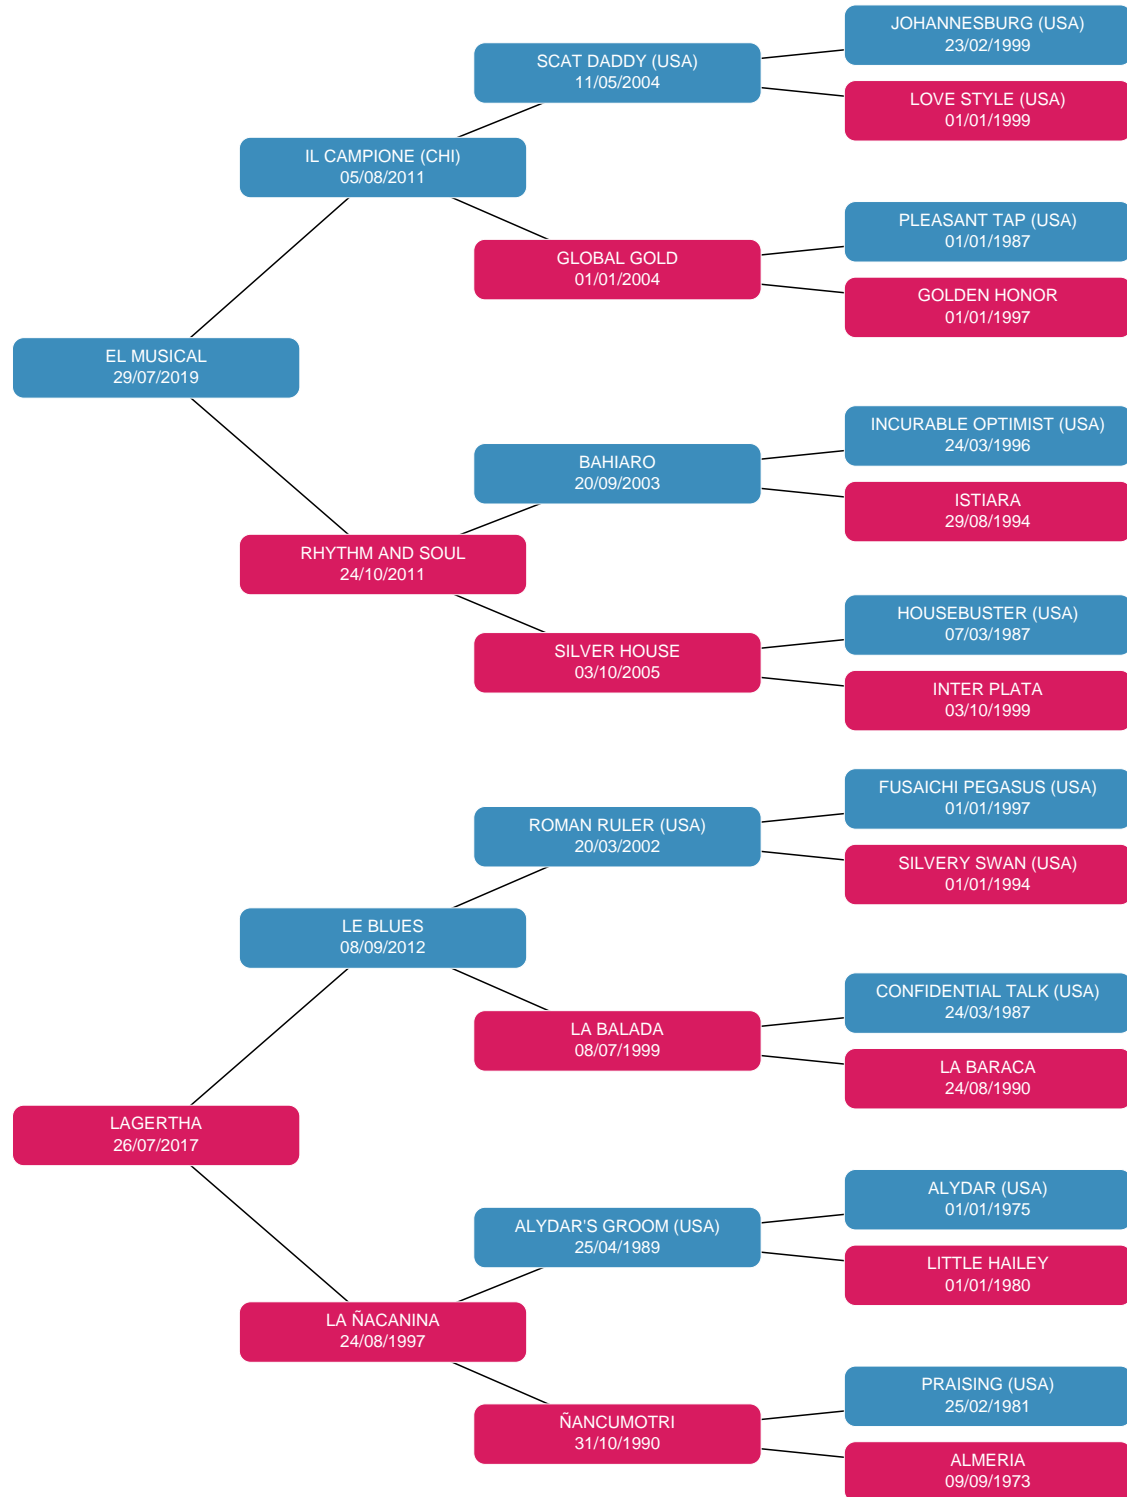 JOHANNESBURG (USA)
23/02/1999
SCAT DADDY (USA)
11/05/2004
LOVE STYLE (USA)
01/01/1999
IL CAMPIONE (CHI)
05/08/2011
PLEASANT TAP (USA)
01/01/1987
GLOBAL GOLD
01/01/2004
GOLDEN HONOR
01/01/1997
EL MUSICAL
29/07/2019
INCURABLE OPTIMIST (USA)
24/03/1996
BAHIARO
20/09/2003
ISTIARA
29/08/1994
RHYTHM AND SOUL
24/10/2011
HOUSEBUSTER (USA)
07/03/1987
SILVER HOUSE
03/10/2005
INTER PLATA
03/10/1999
FUSAICHI PEGASUS (USA)
01/01/1997
ROMAN RULER (USA)
20/03/2002
SILVERY SWAN (USA)
01/01/1994
LE BLUES
08/09/2012
CONFIDENTIAL TALK (USA)
24/03/1987
LA BALADA
08/07/1999
LA BARACA
24/08/1990
LAGERTHA
26/07/2017
ALYDAR (USA)
01/01/1975
ALYDAR'S GROOM (USA)
25/04/1989
LITTLE HAILEY
01/01/1980
LA ÑACANINA
24/08/1997
PRAISING (USA)
25/02/1981
ÑANCUMOTRI
31/10/1990
ALMERIA
09/09/1973